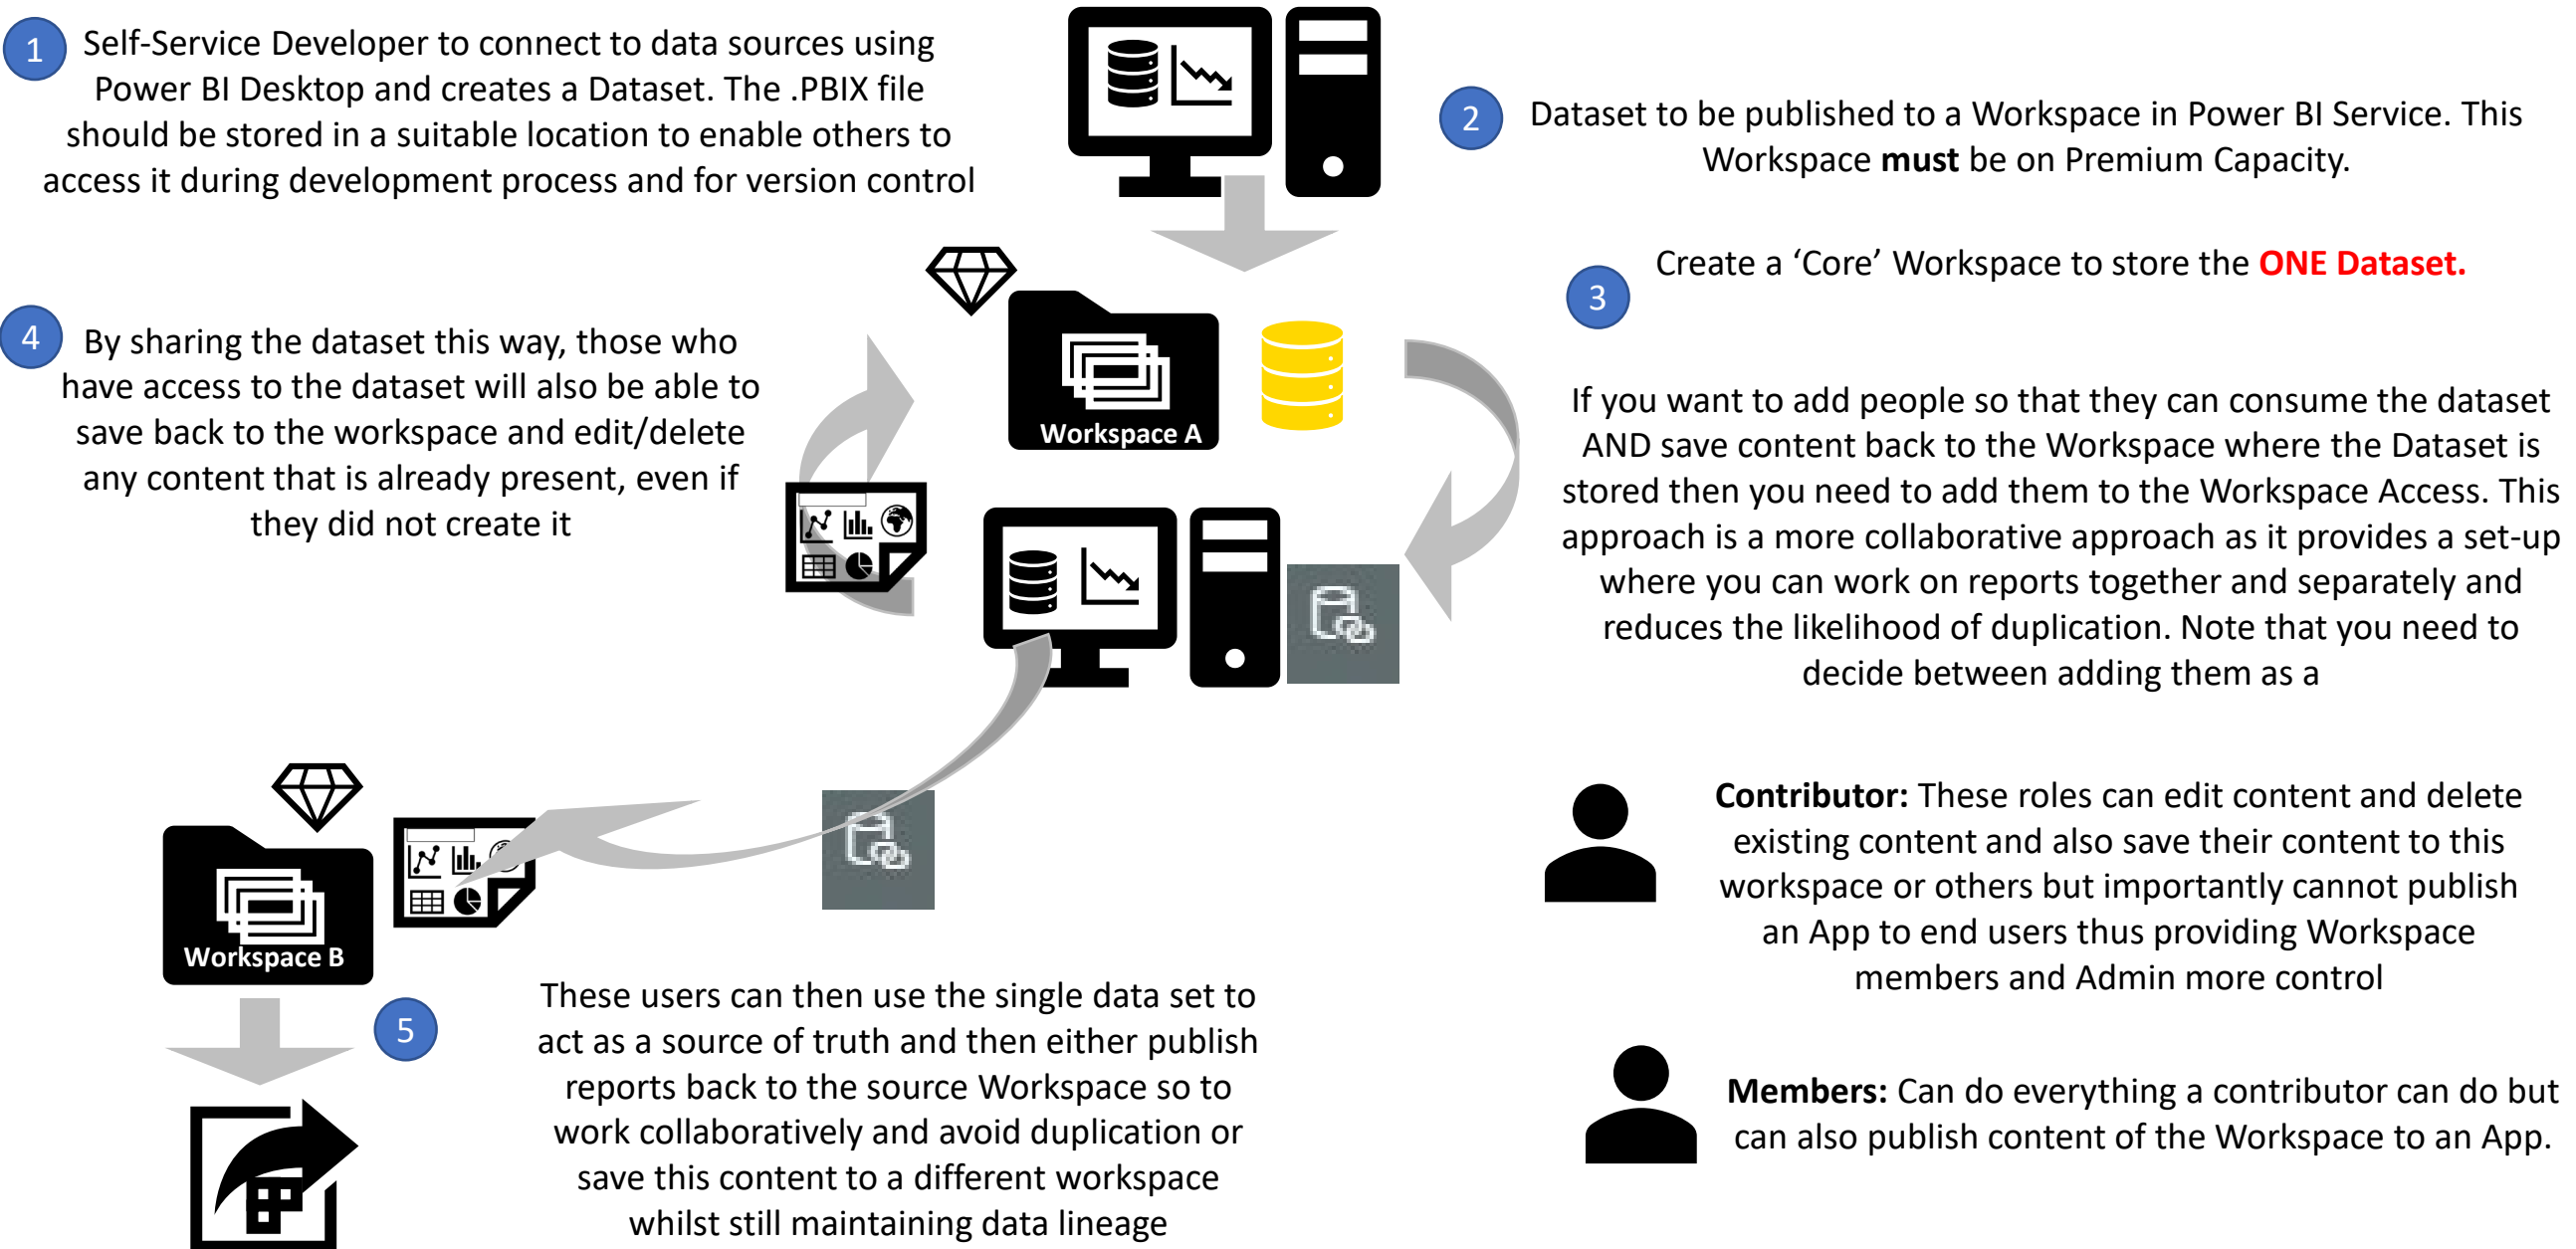 1
Self-Service Developer to connect to data sources using
Power BI Desktop and creates a Dataset. The .PBIX file
should be stored in a suitable location to enable others to
access it during development process and for version control
2
Dataset to be published to a Workspace in Power BI Service. This
Workspace must be on Premium Capacity.
3
Create a ‘Core’ Workspace to store the ONE Dataset.
If you want to add people so that they can consume the dataset
AND save content back to the Workspace where the Dataset is
stored then you need to add them to the Workspace Access. This
approach is a more collaborative approach as it provides a set-up
where you can work on reports together and separately and
reduces the likelihood of duplication. Note that you need to
decide between adding them as a
Contributor: These roles can edit content and delete
existing content and also save their content to this
workspace or others but importantly cannot publish
an App to end users thus providing Workspace
members and Admin more control
Members: Can do everything a contributor can do but
can also publish content of the Workspace to an App.
4
By sharing the dataset this way, those who
have access to the dataset will also be able to
save back to the workspace and edit/delete
any content that is already present, even if
they did not create it
Workspace A
Workspace B
5
These users can then use the single data set to
act as a source of truth and then either publish
reports back to the source Workspace so to
work collaboratively and avoid duplication or
save this content to a different workspace
whilst still maintaining data lineage